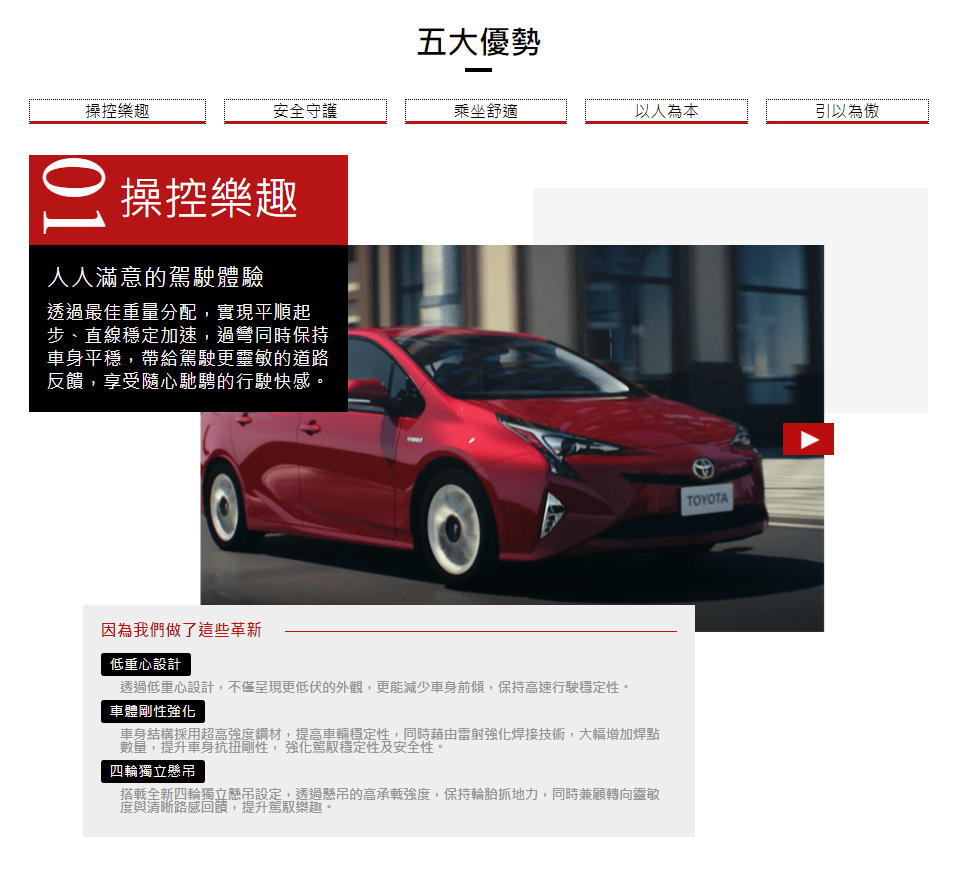 五大優勢
操控樂趣
安全守護
乘坐舒適
以人為本
引以為傲
01
操控樂趣
人人滿意的駕駛體驗
透過最佳重量分配，實現平順起
步、直線穩定加速，過彎同時保持
車身平穩，帶給駕駛更靈敏的道路
反饋，享受隨心馳騁的行駛快感。
TOYOTA
因為我們做了這些革新
低重心設計
透過低重心設計，不僅呈現更低伏的外觀，更能減少車身前傾，保持高速行駛穩定性。
車體剛性強化
車身結構採用超高強度鋼材，提高車輛穩定性，同時藉由雷射強化焊接技術，大幅增加焊點
數量，提升車身抗扭剛性， 強化駕馭穩定性及安全性。
四輪獨立懸吊
搭載全新四輪獨立懸吊設定，透過懸吊的高承載強度，保持輪胎抓地力，同時兼顧轉向靈敏
度與清晰路感回饋，提升駕馭樂趣。